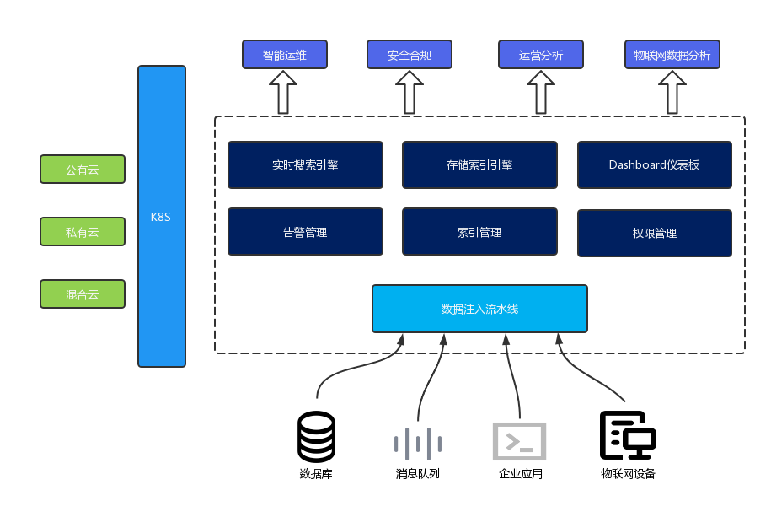 智能运维
安全合规
运营分析
物联网数据分析
公有云
私有云
混合云
K8S
实时搜索引擎
存储索引引擎
Dashboard仪表板
告警管理
索引管理
权限管理
数据注入流水线
数据库
消息队列
企业应用
物联网设备